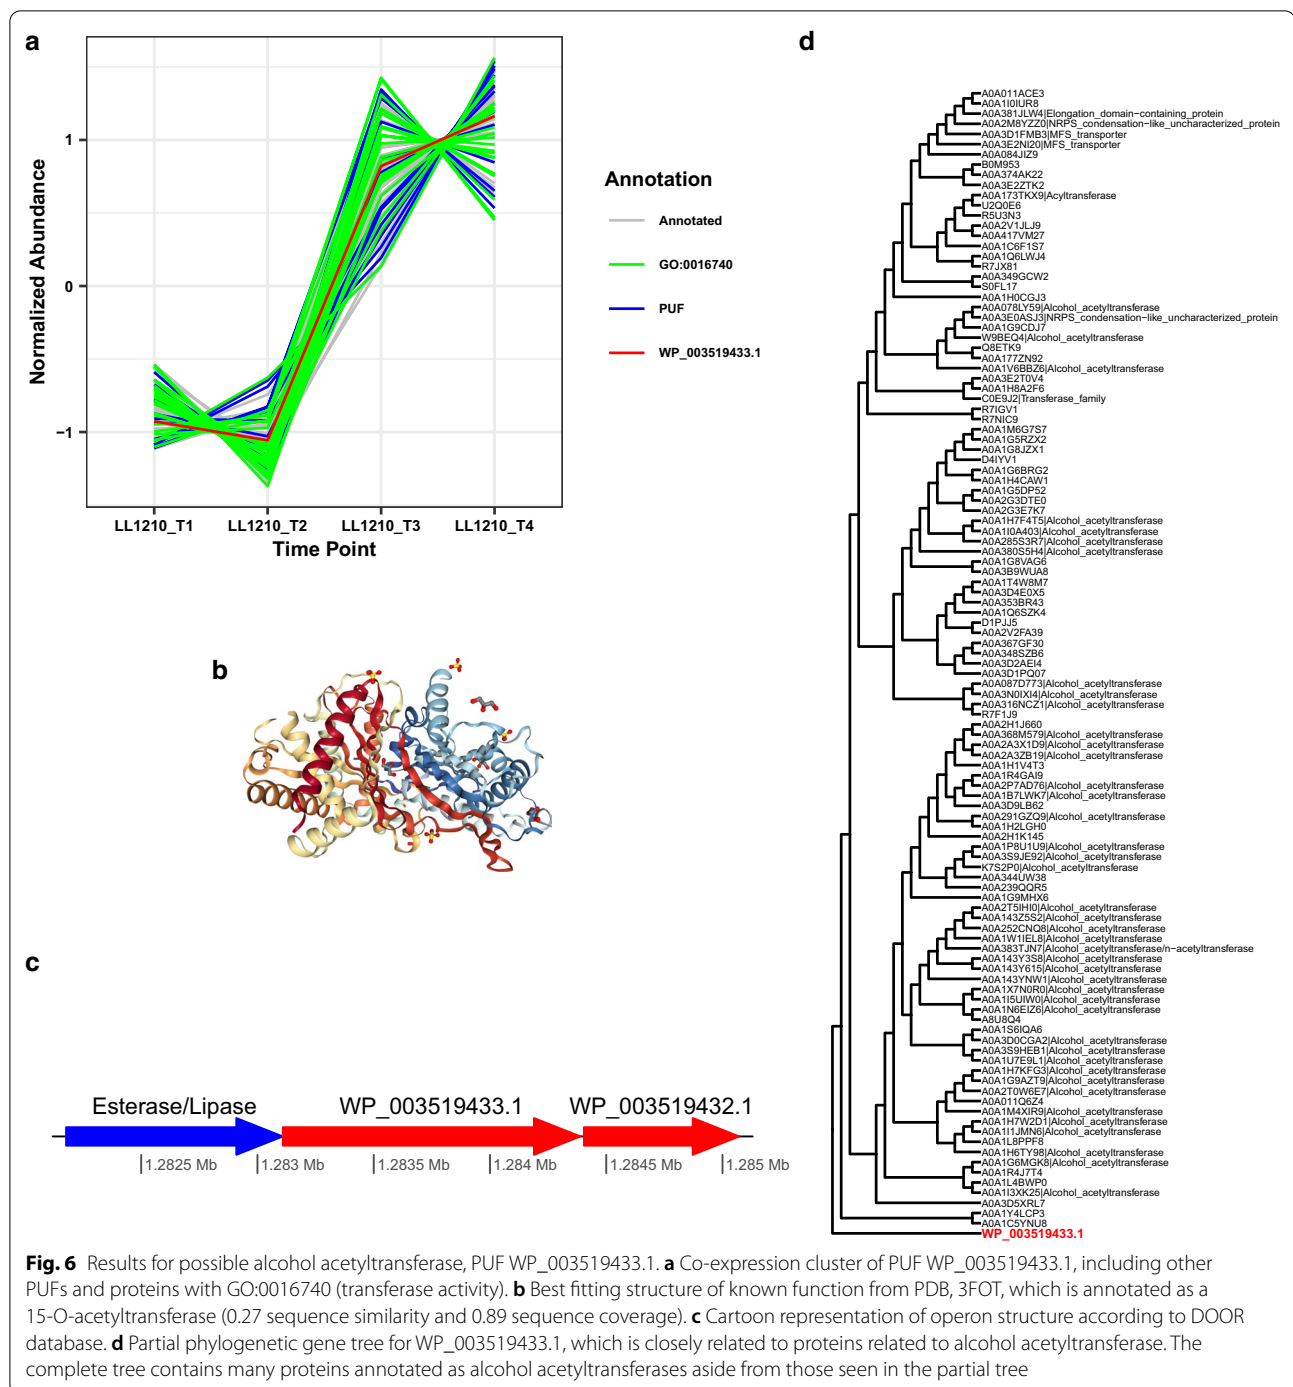 a
1
0
−1
Normalized Abundance
LL1210_T1
LL1210_T2
LL1210_T3
LL1210_T4
Time Point
Annotation
Annotated
GO:0016740
PUF
WP_003519433.1
b
c
Esterase/Lipase
WP_003519433.1
WP_003519432.1
1.2825 Mb
1.283 Mb
1.2835 Mb
1.284 Mb
1.2845 Mb
1.285 Mb
d
A0A011ACE3
A0A1I0IUR8
A0A381JLW4|Elongation_domain−containing_protein
A0A2M8YZZ0|NRPS_condensation−like_uncharacterized_protein
A0A3D1FMB3|MFS_transporter
A0A3E2NI20|MFS_transporter
A0A084JIZ9
B0M953
A0A374AK22
A0A3E2ZTK2
A0A173TKX9|Acyltransferase
U2Q0E6
R5U3N3
A0A2V1JLJ9
A0A417VM27
A0A1C6F1S7
A0A1Q6LWJ4
R7JX81
A0A349GCW2
S0FL17
A0A1H0CGJ3
A0A078LY59|Alcohol_acetyltransferase
A0A3E0ASJ3|NRPS_condensation−like_uncharacterized_protein
A0A1G9CDJ7
W9BEQ4|Alcohol_acetyltransferase
Q8ETK9
A0A177ZN92
A0A1V6BBZ6|Alcohol_acetyltransferase
A0A3E2T0V4
A0A1H8A2F6
C0E9J2|Transferase_family
R7IGV1
R7NIC9
A0A1M6G7S7
A0A1G5RZX2
A0A1G8JZX1
D4IYV1
A0A1G6BRG2
A0A1H4CAW1
A0A1G5DP52
A0A2G3DTE0
A0A2G3E7K7
A0A1H7F4T5|Alcohol_acetyltransferase
A0A1I0A403|Alcohol_acetyltransferase
A0A285S3R7|Alcohol_acetyltransferase
A0A380S5H4|Alcohol_acetyltransferase
A0A1G8VAG6
A0A3B9WUA8
A0A1T4W8M7
A0A3D4E0X5
A0A353BR43
A0A1Q6SZK4
D1PJJ5
A0A2V2FA39
A0A367GF30
A0A348SZB6
A0A3D2AEI4
A0A3D1PQ07
A0A087D773|Alcohol_acetyltransferase
A0A3N0IXI4|Alcohol_acetyltransferase
A0A316NCZ1|Alcohol_acetyltransferase
R7F1J9
A0A2H1J660
A0A368M579|Alcohol_acetyltransferase
A0A2A3X1D9|Alcohol_acetyltransferase
A0A2A3ZB19|Alcohol_acetyltransferase
A0A1H1V4T3
A0A1R4GAI9
A0A2P7AD76|Alcohol_acetyltransferase
A0A1B7LWK7|Alcohol_acetyltransferase
A0A3D9LB62
A0A291GZQ9|Alcohol_acetyltransferase
A0A1H2LGH0
A0A2H1K145
A0A1P8U1U9|Alcohol_acetyltransferase
A0A3S9JE92|Alcohol_acetyltransferase
K7S2P0|Alcohol_acetyltransferase
A0A344UW38
A0A239QQR5
A0A1G9MHX6
A0A2T5IHI0|Alcohol_acetyltransferase
A0A143Z5S2|Alcohol_acetyltransferase
A0A252CNQ8|Alcohol_acetyltransferase
A0A1W1IEL8|Alcohol_acetyltransferase
A0A383TJN7|Alcohol_acetyltransferase/n−acetyltransferase
A0A143Y3S8|Alcohol_acetyltransferase
A0A143Y615|Alcohol_acetyltransferase
A0A143YNW1|Alcohol_acetyltransferase
A0A1X7N0R0|Alcohol_acetyltransferase
A0A1I5UIW0|Alcohol_acetyltransferase
A0A1N6EIZ6|Alcohol_acetyltransferase
A8U8Q4
A0A1S6IQA6
A0A3D0CGA2|Alcohol_acetyltransferase
A0A3S9HEB1|Alcohol_acetyltransferase
A0A1U7E9L1|Alcohol_acetyltransferase
A0A1H7KFG3|Alcohol_acetyltransferase
A0A1G9AZT9|Alcohol_acetyltransferase
A0A2T0W6E7|Alcohol_acetyltransferase
A0A011Q6Z4
A0A1M4XIR9|Alcohol_acetyltransferase
A0A1H7W2D1|Alcohol_acetyltransferase
A0A1I1JMN6|Alcohol_acetyltransferase
A0A1L8PPF8
A0A1H6TY98|Alcohol_acetyltransferase
A0A1G6MGK8|Alcohol_acetyltransferase
A0A1R4J7T4
A0A1L4BWP0
A0A1I3XK25|Alcohol_acetyltransferase
A0A3D5XRL7
A0A1Y4LCP3
A0A1C5YNU8
WP_003519433.1
Fig. 6 Results for possible alcohol acetyltransferase, PUF WP_003519433.1. a Co-expression cluster of PUF WP_003519433.1, including other
PUFs and proteins with GO:0016740 (transferase activity). b Best fitting structure of known function from PDB, 3FOT, which is annotated as a
15-O-acetyltransferase (0.27 sequence similarity and 0.89 sequence coverage). c Cartoon representation of operon structure according to DOOR
database. d Partial phylogenetic gene tree for WP_003519433.1, which is closely related to proteins related to alcohol acetyltransferase. The
complete tree contains many proteins annotated as alcohol acetyltransferases aside from those seen in the partial tree